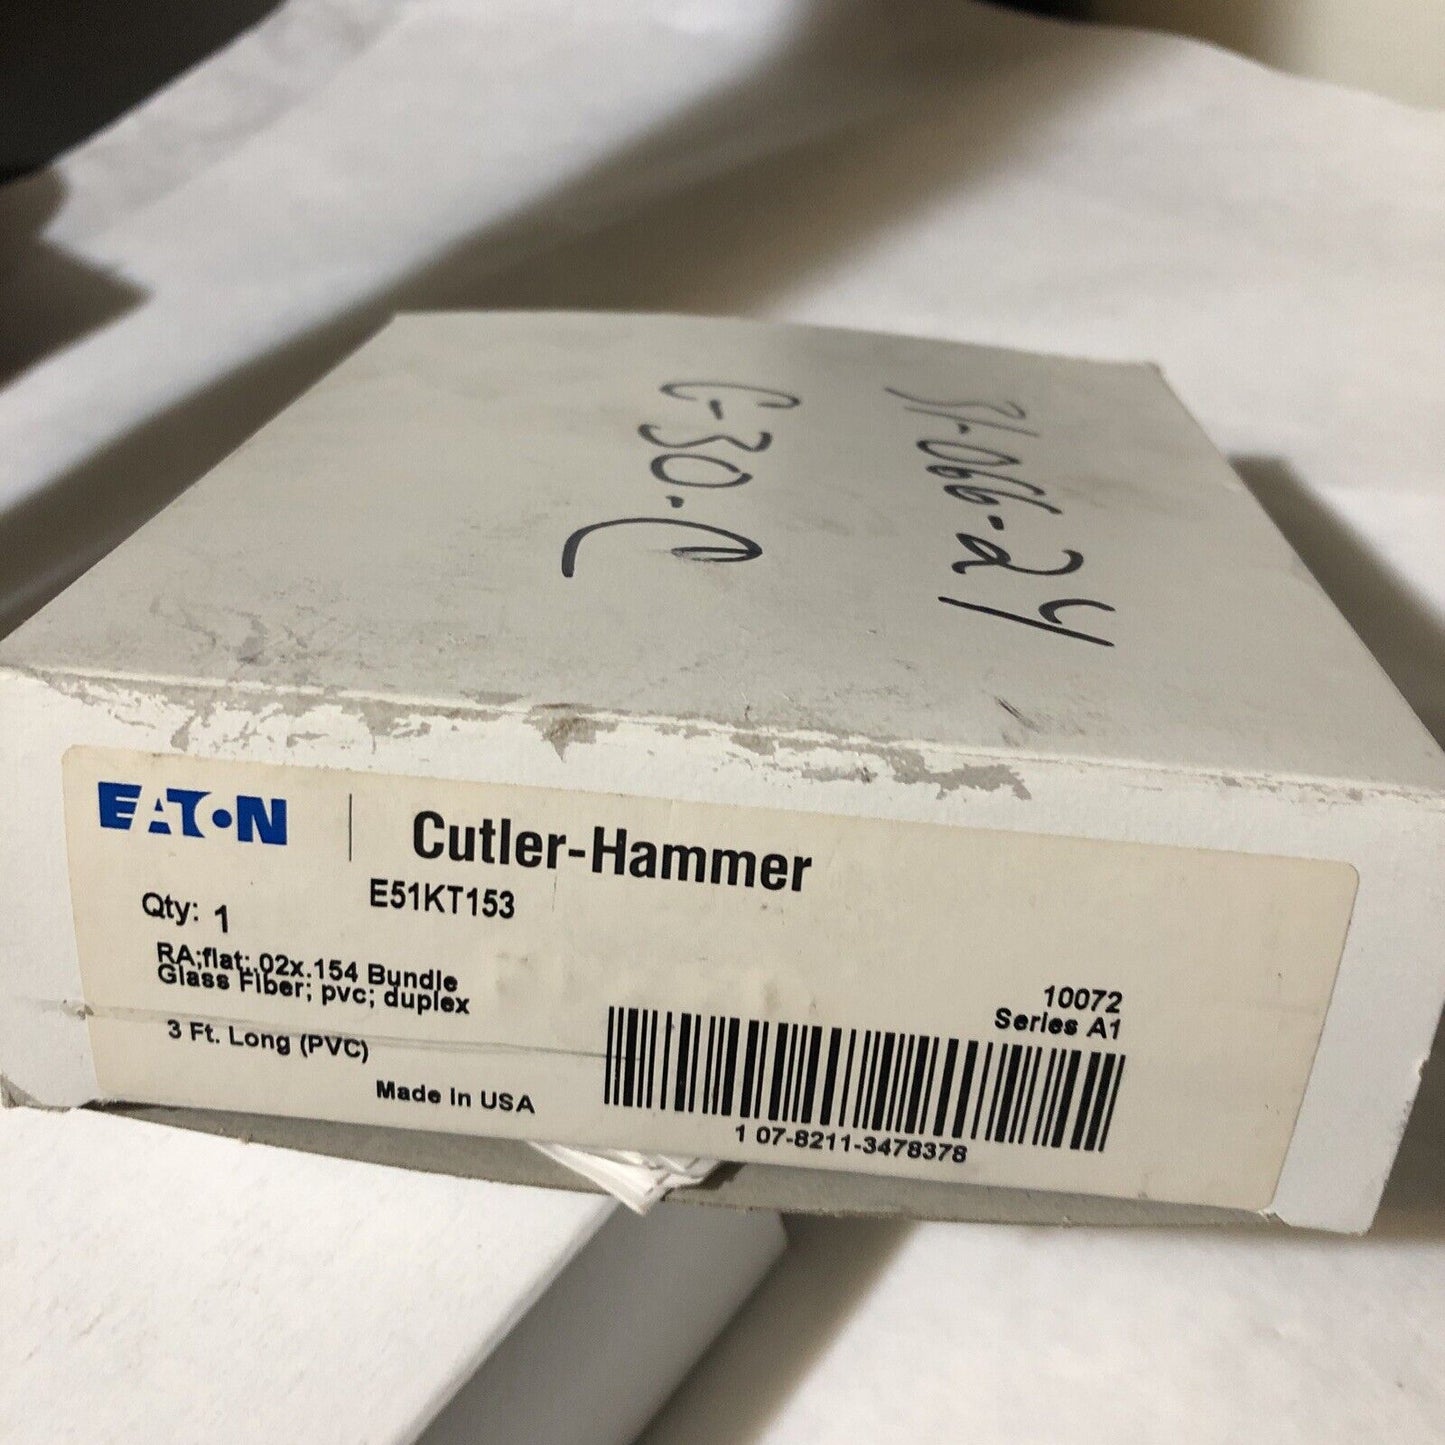 31-066-24
C-30-C
EATON | Cutler-Hammer
E51KT153
Qty: 1
RA;flat;.02x.154 Bundle
Glass Fiber; pvc; duplex
3 Ft. Long (PVC)
Made In USA
10072
Series A1
1 07-8211-3478378